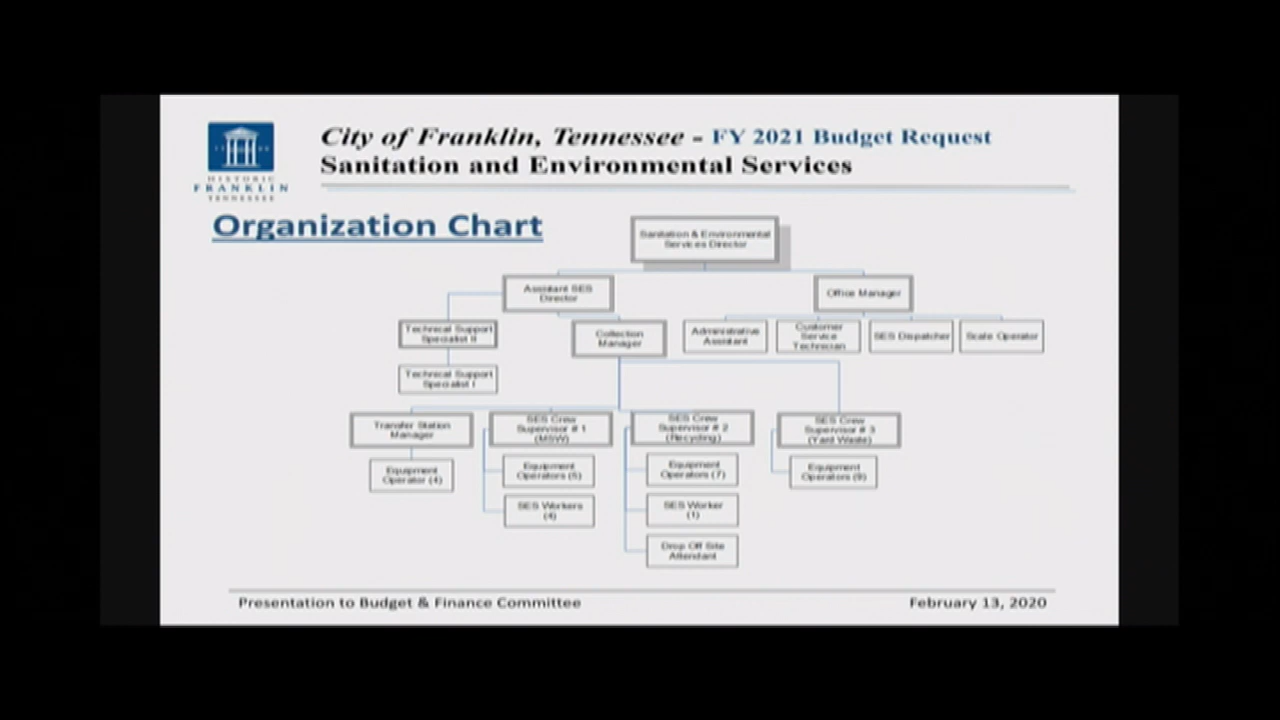 HISTORIC
FRANKLIN
TENNESSEE
City of Franklin, Tennessee - FY 2021 Budget Request
Sanitation and Environmental Services
Organization Chart
Sanitation & Environmental
Services Director
Assistant SES
Director
Office Manager
Technical Support
Specialist II
Collection
Manager
Administrative
Assistant
Customer
Service
Technician
SES Dispatcher
Scale Operator
Technical Support
Specialist I
Transfer Station
Manager
SES Crew
Supervisor # 1
(MSW)
SES Crew
Supervisor # 2
(Recycling)
SES Crew
Supervisor # 3
(Yard Waste)
Equipment
Operator (4)
Equipment
Operators (5)
Equipment
Operators (7)
Equipment
Operators
SES Workers
(4)
SES Worker
(1)
Drop Off Site
Attendant
Presentation to Budget & Finance Committee
February 13, 2020